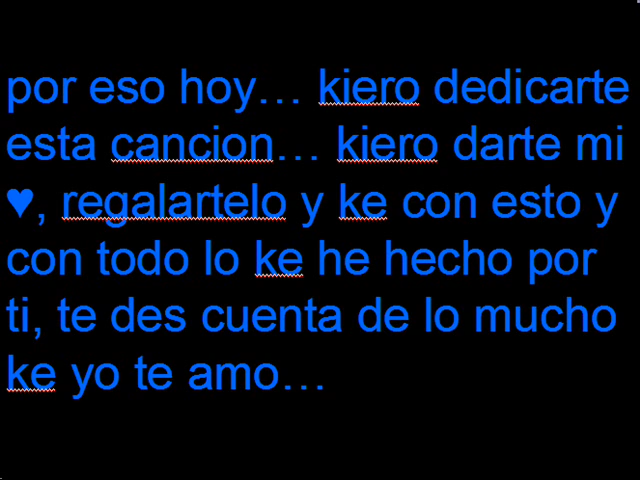 por eso hoy… kiero dedicarte
esta cancion… kiero darte mi
♥, regalartelo y ke con esto y
con todo lo ke he hecho por
ti, te des cuenta de lo mucho
ke yo te amo…